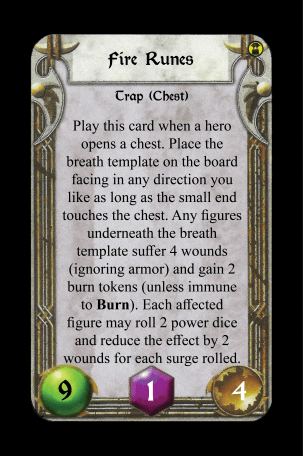 Fire Runes
Trap (Chest)
Play this card when a hero
opens a chest. Place the
breath template on the board
facing in any direction you
like as long as the small end
touches the chest. Any figures
underneath the breath
template suffer 4 wounds
(ignoring armor) and gain 2
burn tokens (unless immune
to Burn). Each affected
figure may roll 2 power dice
and reduce the effect by 2
wounds for each surge rolled.
9 1 4